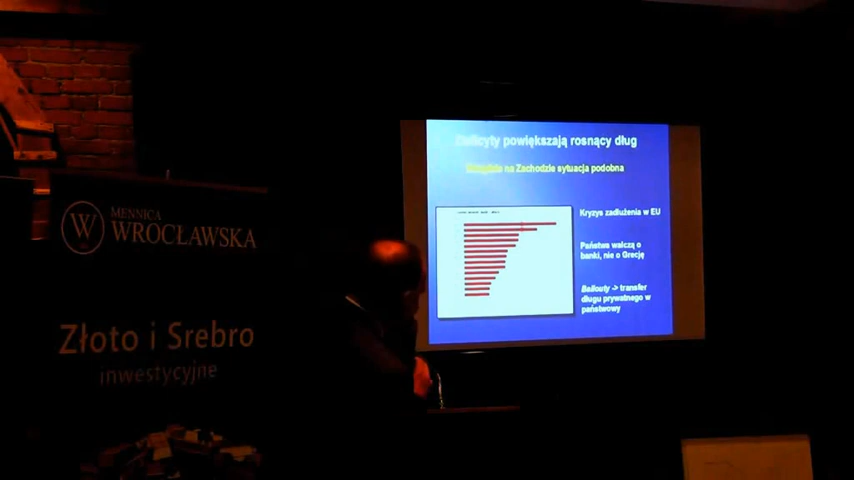 W
MENNICA
WROCŁAWSKA
Złoto i Srebro
inwestycyjne
Deficyty powiększają rosnący dług
na Zachodzie sytuacja podobna
Kryzys zadłużenia w EU
Państwa walczą o
banki, nie o Grecję
Bailouty -> transfer
długu prywatnego w
państwowy